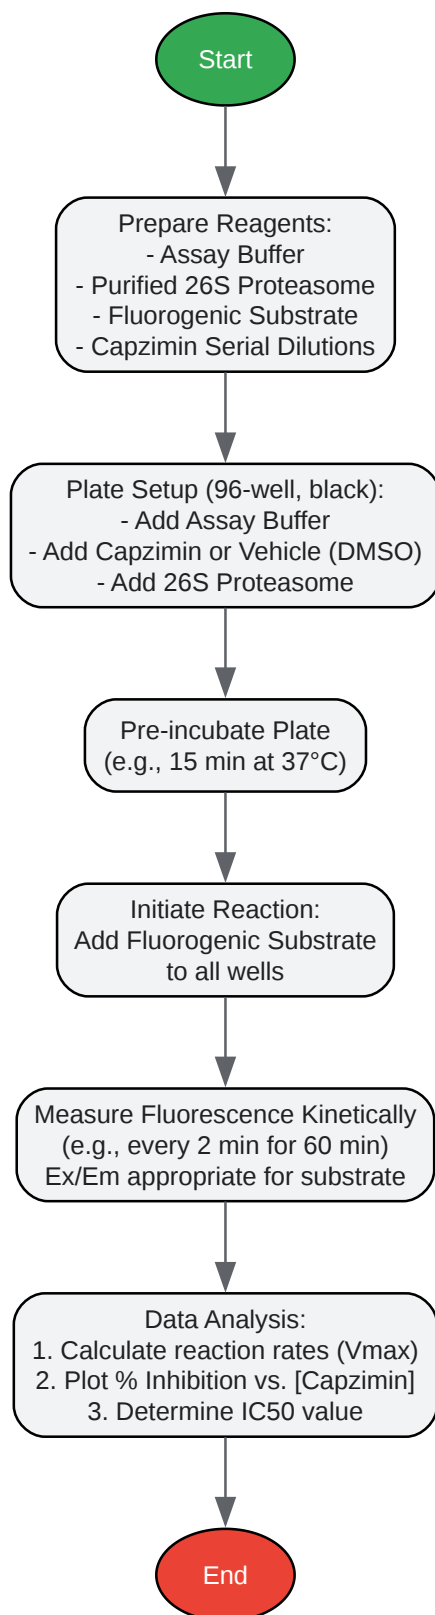 Start
Prepare Reagents:
- Assay Buffer
- Purified 26S Proteasome
- Fluorogenic Substrate
- Capzimin Serial Dilutions
Plate Setup (96-well, black):
- Add Assay Buffer
- Add Capzimin or Vehicle (DMSO)
- Add 26S Proteasome
Pre-incubate Plate
(e.g., 15 min at 37°C)
Initiate Reaction:
Add Fluorogenic Substrate
to all wells
Measure Fluorescence Kinetically
(e.g., every 2 min for 60 min)
Ex/Em appropriate for substrate
Data Analysis:
1. Calculate reaction rates (Vmax)
2. Plot % Inhibition vs. [Capzimin]
3. Determine IC50 value
End